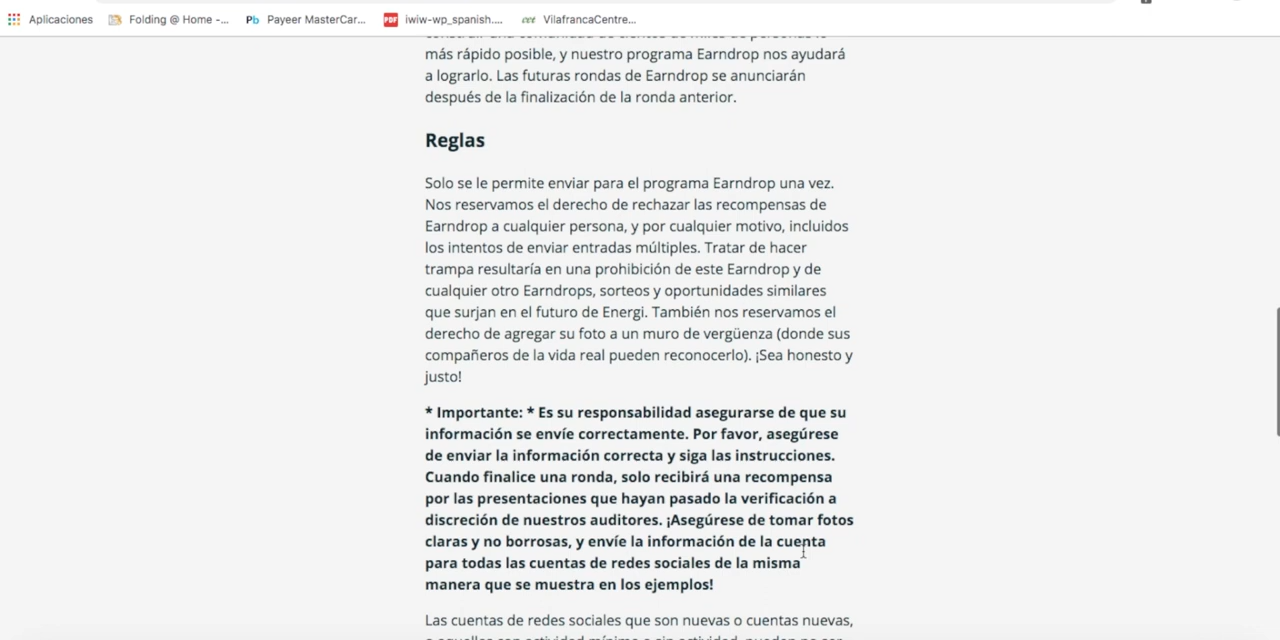 Aplicaciones
Folding @ Home -...
Pb Payeer MasterCar...
PDF iwiw-wp_spanish....
cet VilafrancaCentre...
más rápido posible, y nuestro programa Earndrop nos ayudará
a lograrlo. Las futuras rondas de Earndrop se anunciarán
después de la finalización de la ronda anterior.
Reglas
Solo se le permite enviar para el programa Earndrop una vez.
Nos reservamos el derecho de rechazar las recompensas de
Earndrop a cualquier persona, y por cualquier motivo, incluidos
los intentos de enviar entradas múltiples. Tratar de hacer
trampa resultaría en una prohibición de este Earndrop y de
cualquier otro Earndrops, sorteos y oportunidades similares
que surjan en el futuro de Energi. También nos reservamos el
derecho de agregar su foto a un muro de vergüenza (donde sus
compañeros de la vida real pueden reconocerlo). ¡Sea honesto y
justo!
* Importante: * Es su responsabilidad asegurarse de que su
información se envíe correctamente. Por favor, asegúrese
de enviar la información correcta y siga las instrucciones.
Cuando finalice una ronda, solo recibirá una recompensa
por las presentaciones que hayan pasado la verificación a
discreción de nuestros auditores. ¡Asegúrese de tomar fotos
claras y no borrosas, y envíe la información de la cuenta
para todas las cuentas de redes sociales de la misma
manera que se muestra en los ejemplos!
Las cuentas de redes sociales que son nuevas o cuentas nuevas,